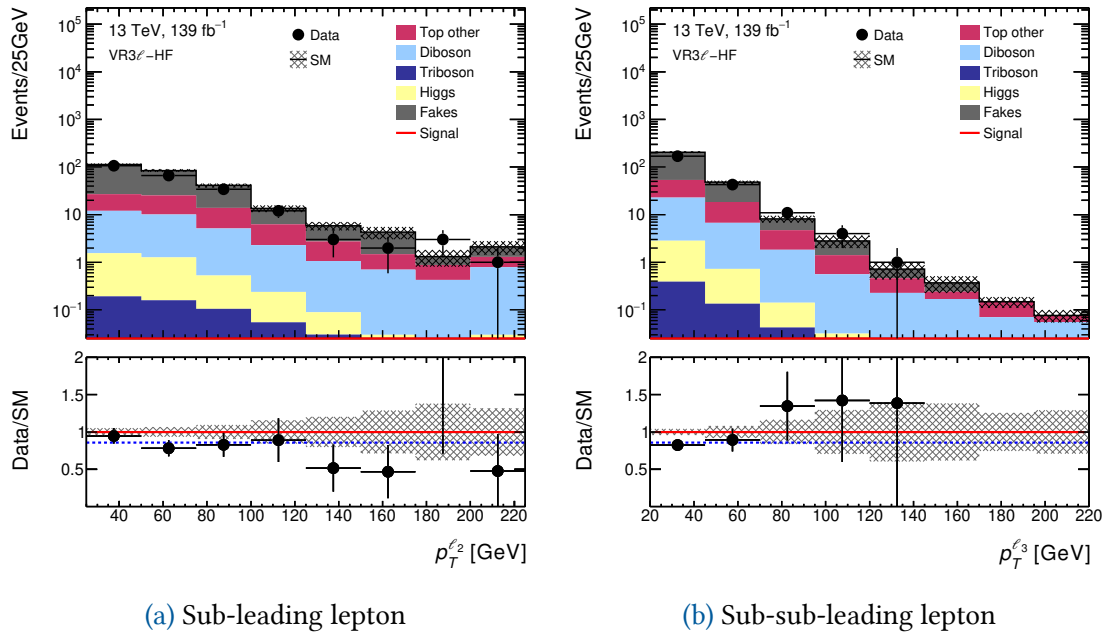 Events/25GeV
10⁵
10⁴
10³
10²
10
1
10⁻¹
13 TeV, 139 fb⁻¹
VR3ℓ−HF
Data
SM
Top other
Diboson
Triboson
Higgs
Fakes
Signal
Data/SM
2
1.5
1
0.5
40 60 80 100 120 140 160 180 200 220
p_T^{ℓ₂} [GeV]
(a) Sub-leading lepton
Events/25GeV
10⁵
10⁴
10³
10²
10
1
10⁻¹
13 TeV, 139 fb⁻¹
VR3ℓ−HF
Data
SM
Top other
Diboson
Triboson
Higgs
Fakes
Signal
Data/SM
2
1.5
1
0.5
20 40 60 80 100 120 140 160 180 200 220
p_T^{ℓ₃} [GeV]
(b) Sub-sub-leading lepton